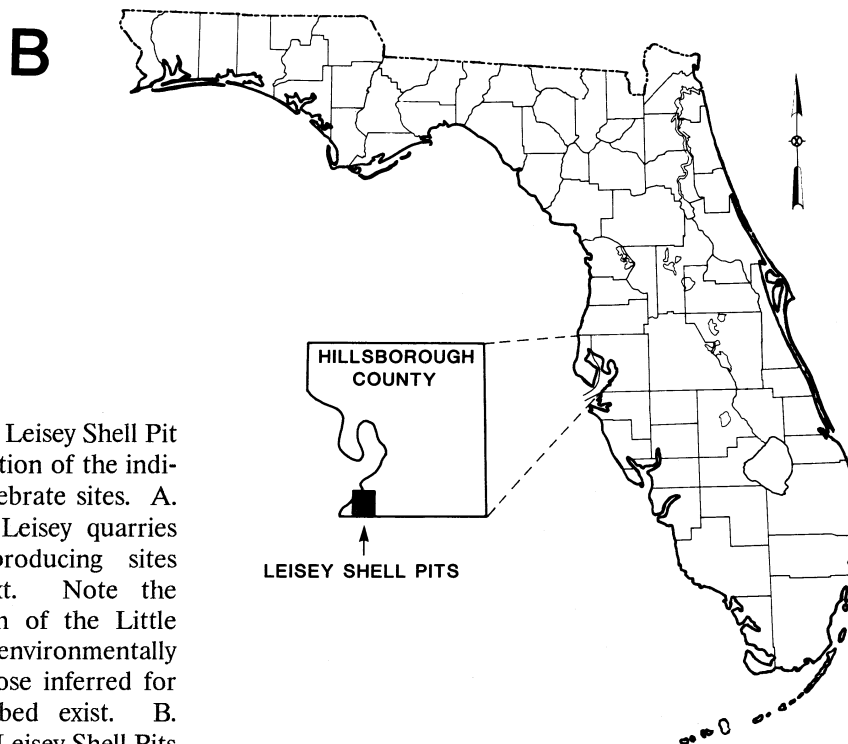 B
HILLSBOROUGH
COUNTY
LEISEY SHELL PITS
Leisey Shell Pit
tion of the indi-
ebrate sites. A.
Leisey quarries
producing sites
xt. Note the
n of the Little
environmentally
ose inferred for
bed exist. B.
Leisey Shell Pits